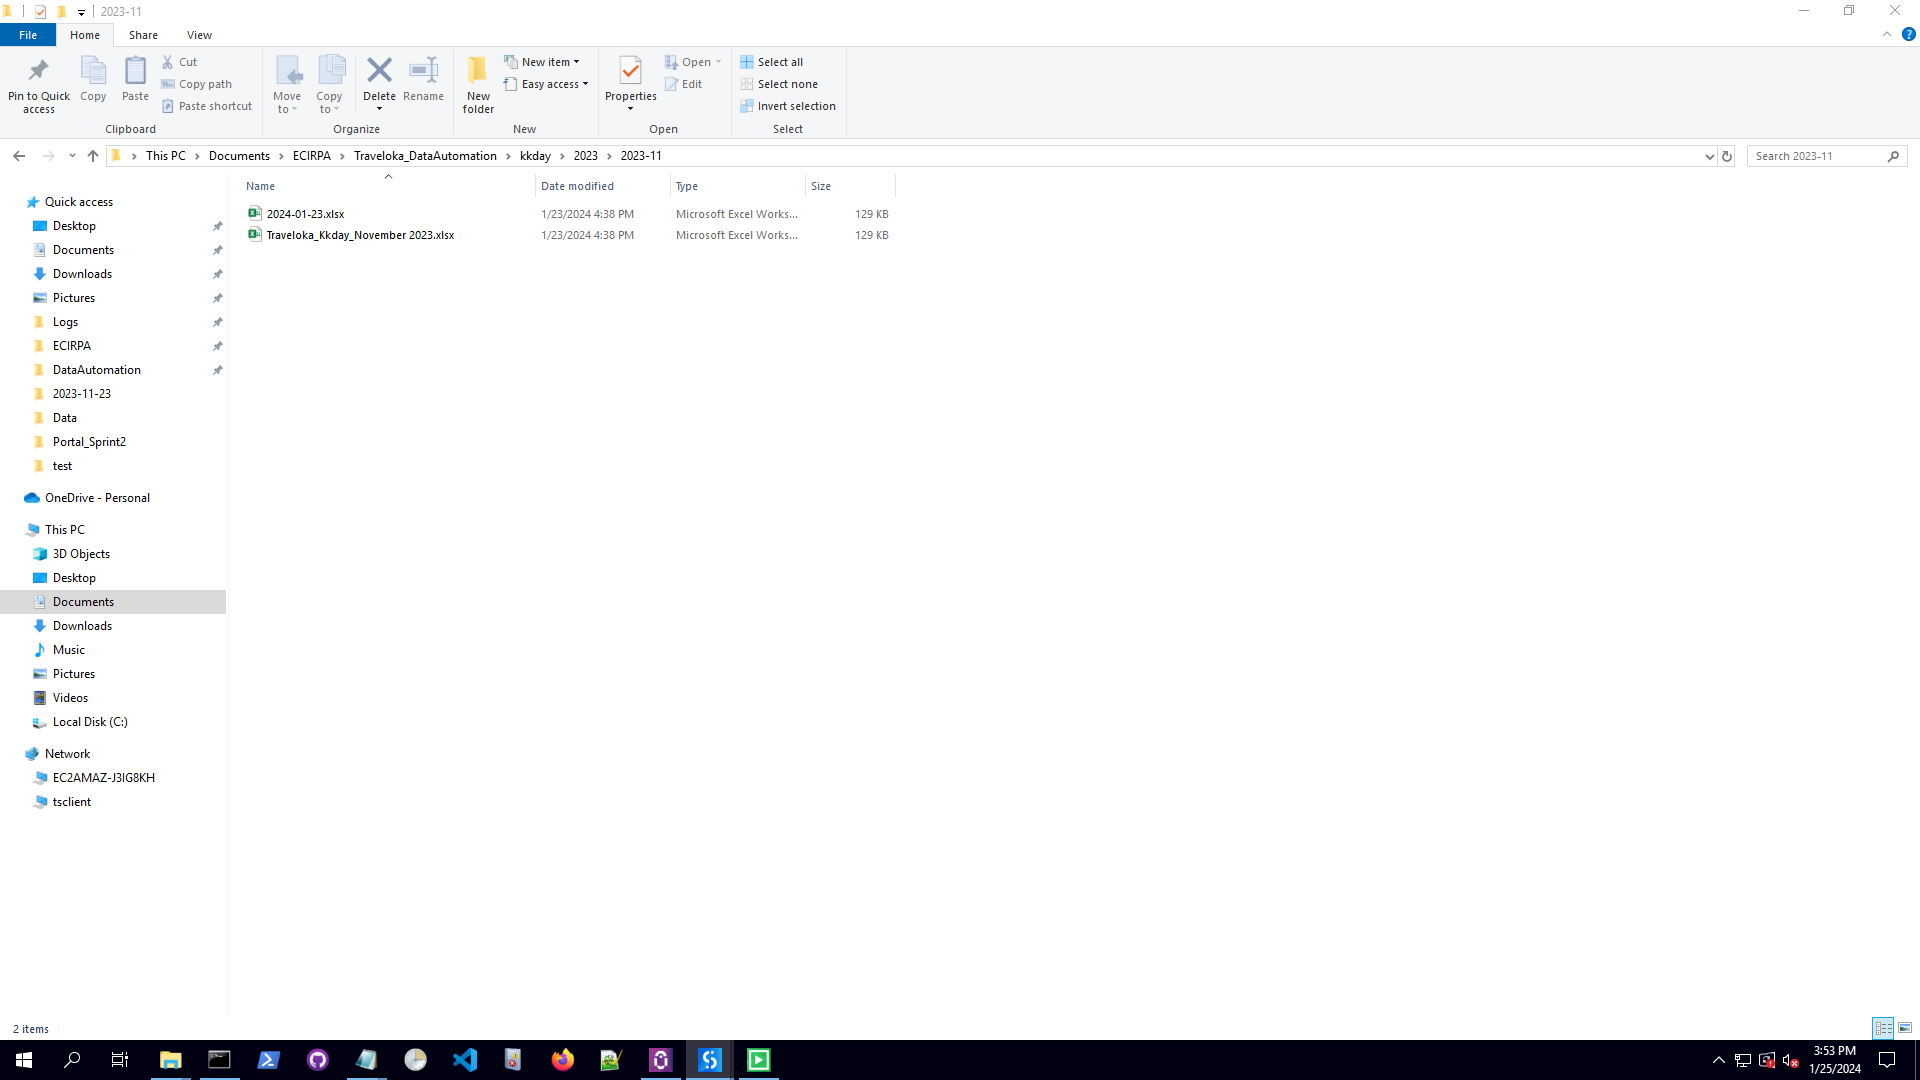 2023-11
File Home Share View
Pin to Quick access
Copy
Paste
Cut
Copy path
Paste shortcut
Clipboard
Move to
Copy to
Delete
Rename
Organize
New folder
New item
Easy access
New
Properties
Open
Edit
Open
Select all
Select none
Invert selection
Select
This PC › Documents › ECIRPA › Traveloka_DataAutomation › kkday › 2023 › 2023-11
Search 2023-11
Name Date modified Type Size
2024-01-23.xlsx 1/23/2024 4:38 PM Microsoft Excel Works... 129 KB
Traveloka_Kkday_November 2023.xlsx 1/23/2024 4:38 PM Microsoft Excel Works... 129 KB
Quick access
Desktop
Documents
Downloads
Pictures
Logs
ECIRPA
DataAutomation
2023-11-23
Data
Portal_Sprint2
test
OneDrive - Personal
This PC
3D Objects
Desktop
Documents
Downloads
Music
Pictures
Videos
Local Disk (C:)
Network
EC2AMAZ-J3IG8KH
tsclient
2 items
3:53 PM
1/25/2024